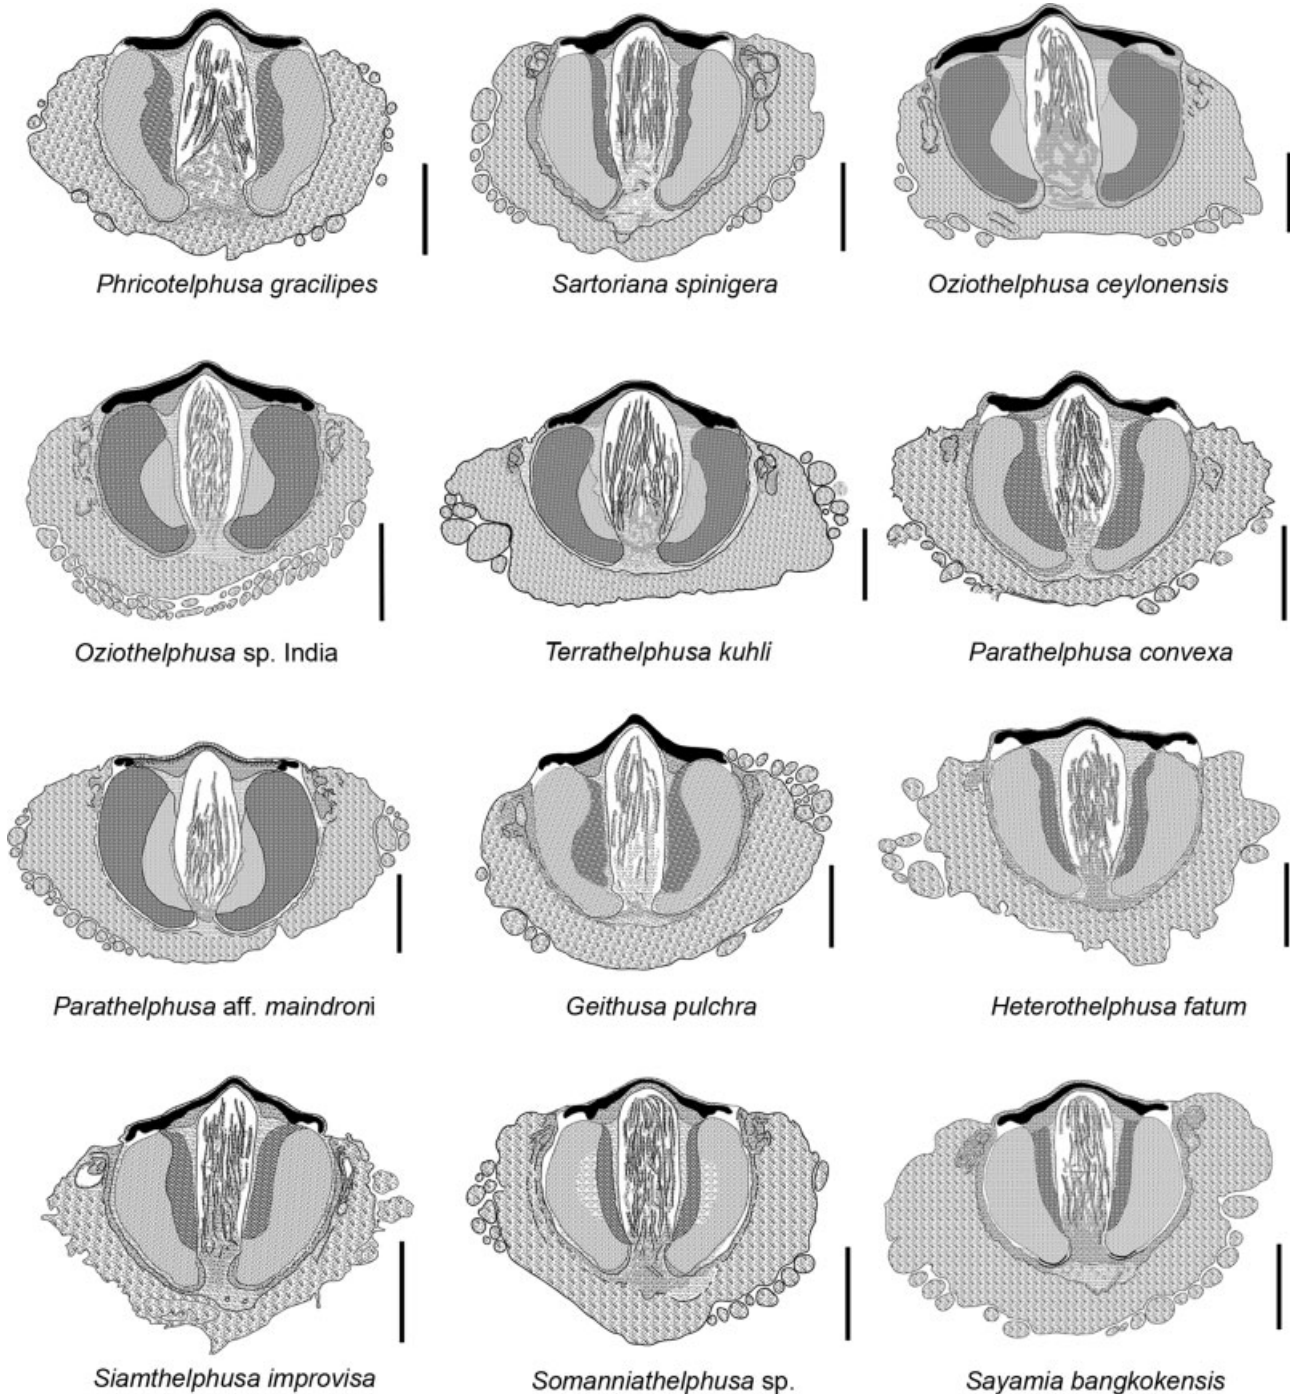 Phricotelphusa gracilipes
Sartoriana spinigera
Oziothelphusa ceylonensis
Oziothelphusa sp. India
Terrathelphusa kuhli
Parathelphusa convexa
Parathelphusa aff. maindroni
Geithusa pulchra
Heterothelphusa fatum
Siamthelphusa improvisa
Somanniathelphusa sp.
Sayamia bangkokensis